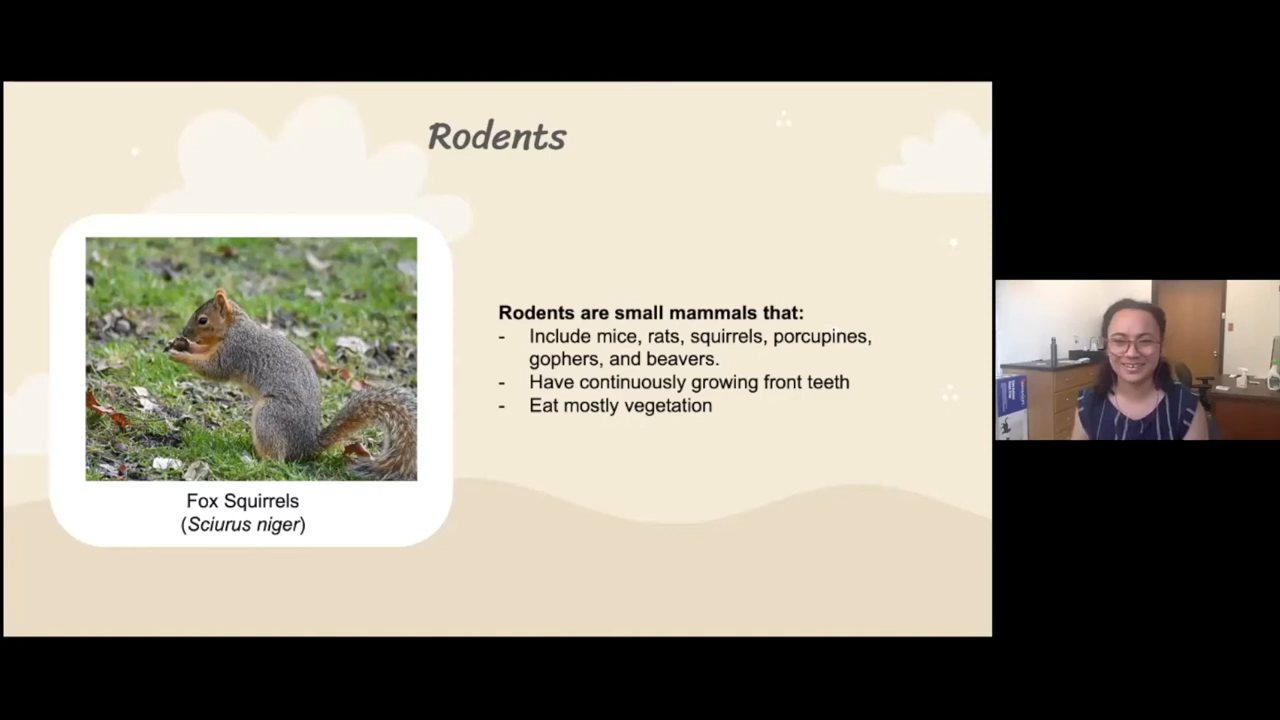 Rodents
Rodents are small mammals that:
- Include mice, rats, squirrels, porcupines,
gophers, and beavers.
- Have continuously growing front teeth
- Eat mostly vegetation
Fox Squirrels
(Sciurus niger)